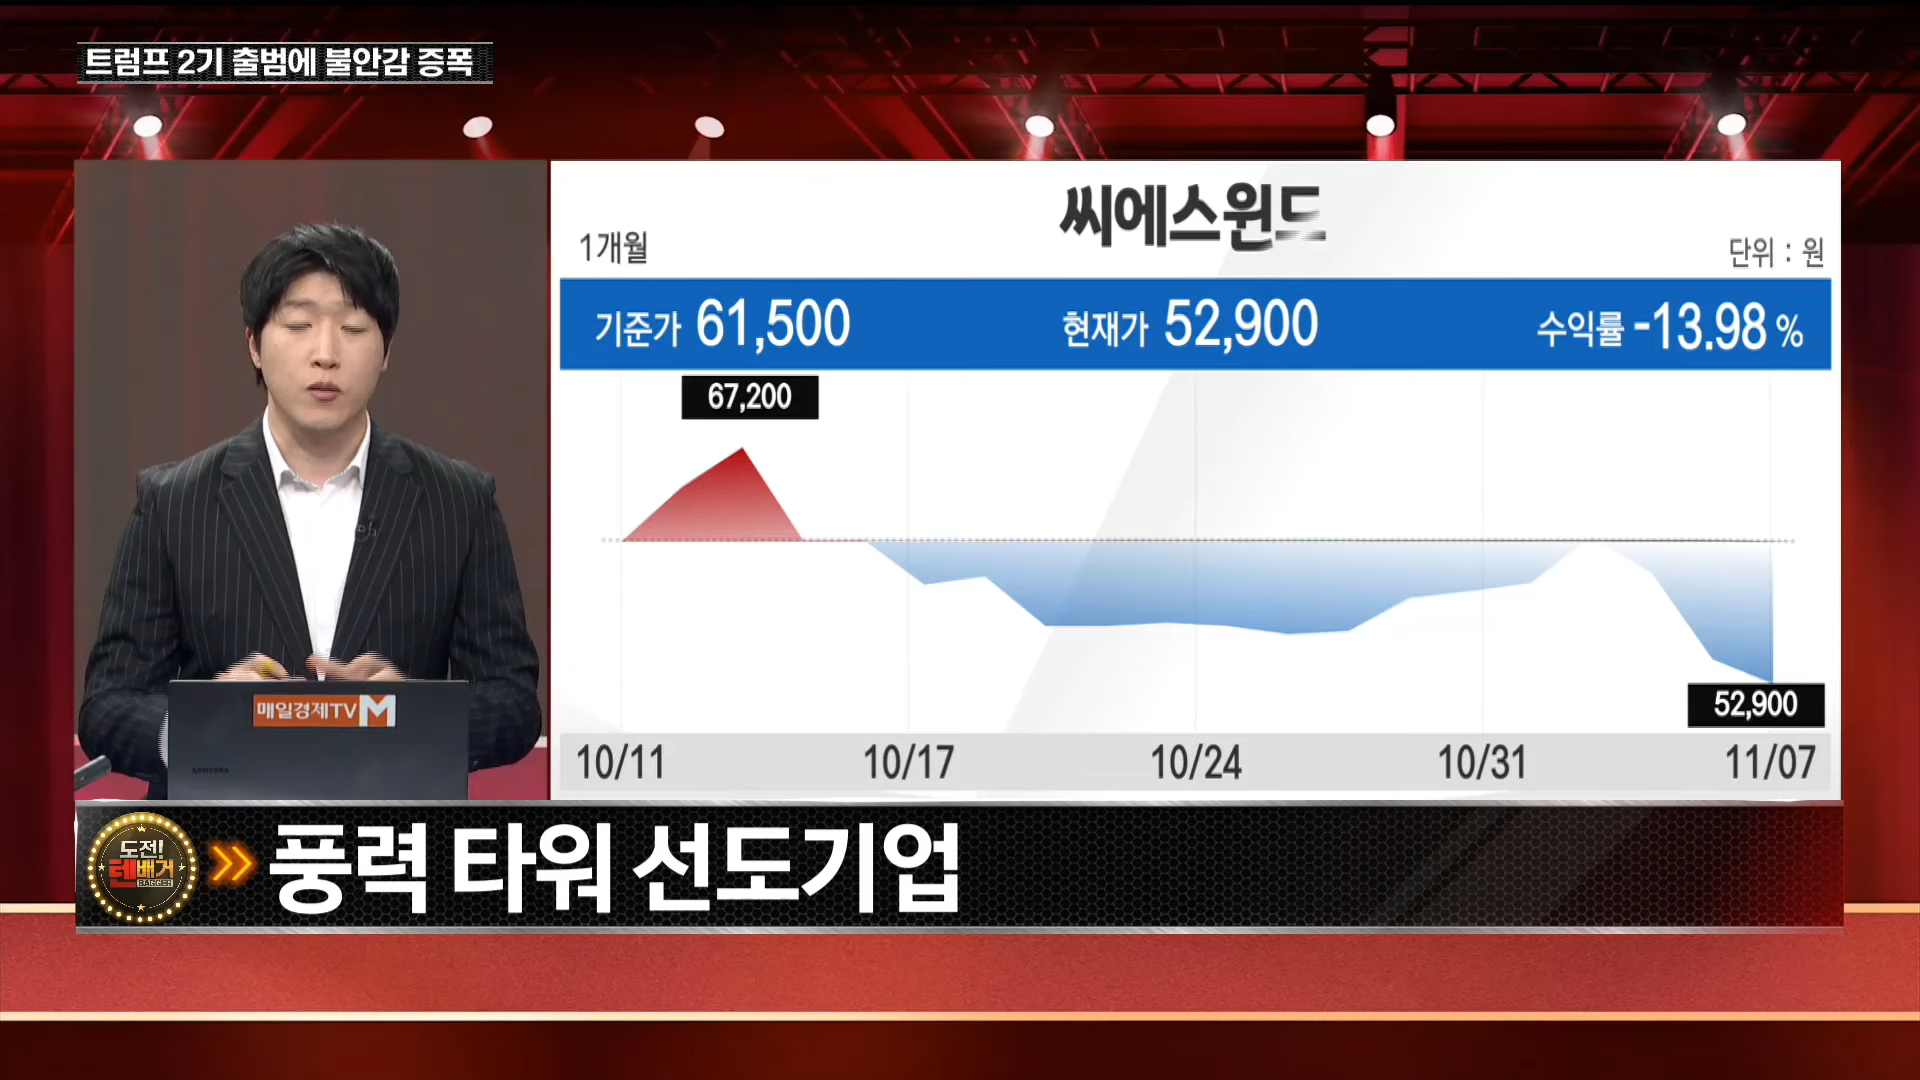 트럼프 2기 출범에 불안감 증폭
씨에스윈드
1개월
단위 : 원
기준가 61,500 현재가 52,900 수익률 -13.98 %
67,200
52,900
10/11 10/17 10/24 10/31 11/07
매일경제TV M
SAMSUNG
도전!
텐배거
BAGGER
풍력 타워 선도기업